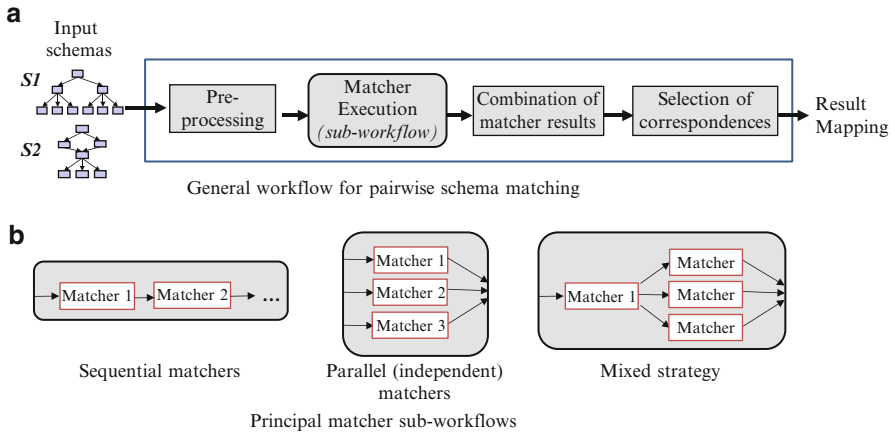 a
Input
schemas
S1
S2
Pre-
processing
Matcher
Execution
(sub-workflow)
Combination of
matcher results
Selection of
correspondences
Result
Mapping
General workflow for pairwise schema matching
b
Matcher 1
Matcher 2
...
Sequential matchers
Matcher 1
Matcher 2
Matcher 3
Parallel (independent)
matchers
Matcher 1
Matcher
Matcher
Matcher
Mixed strategy
Principal matcher sub-workflows